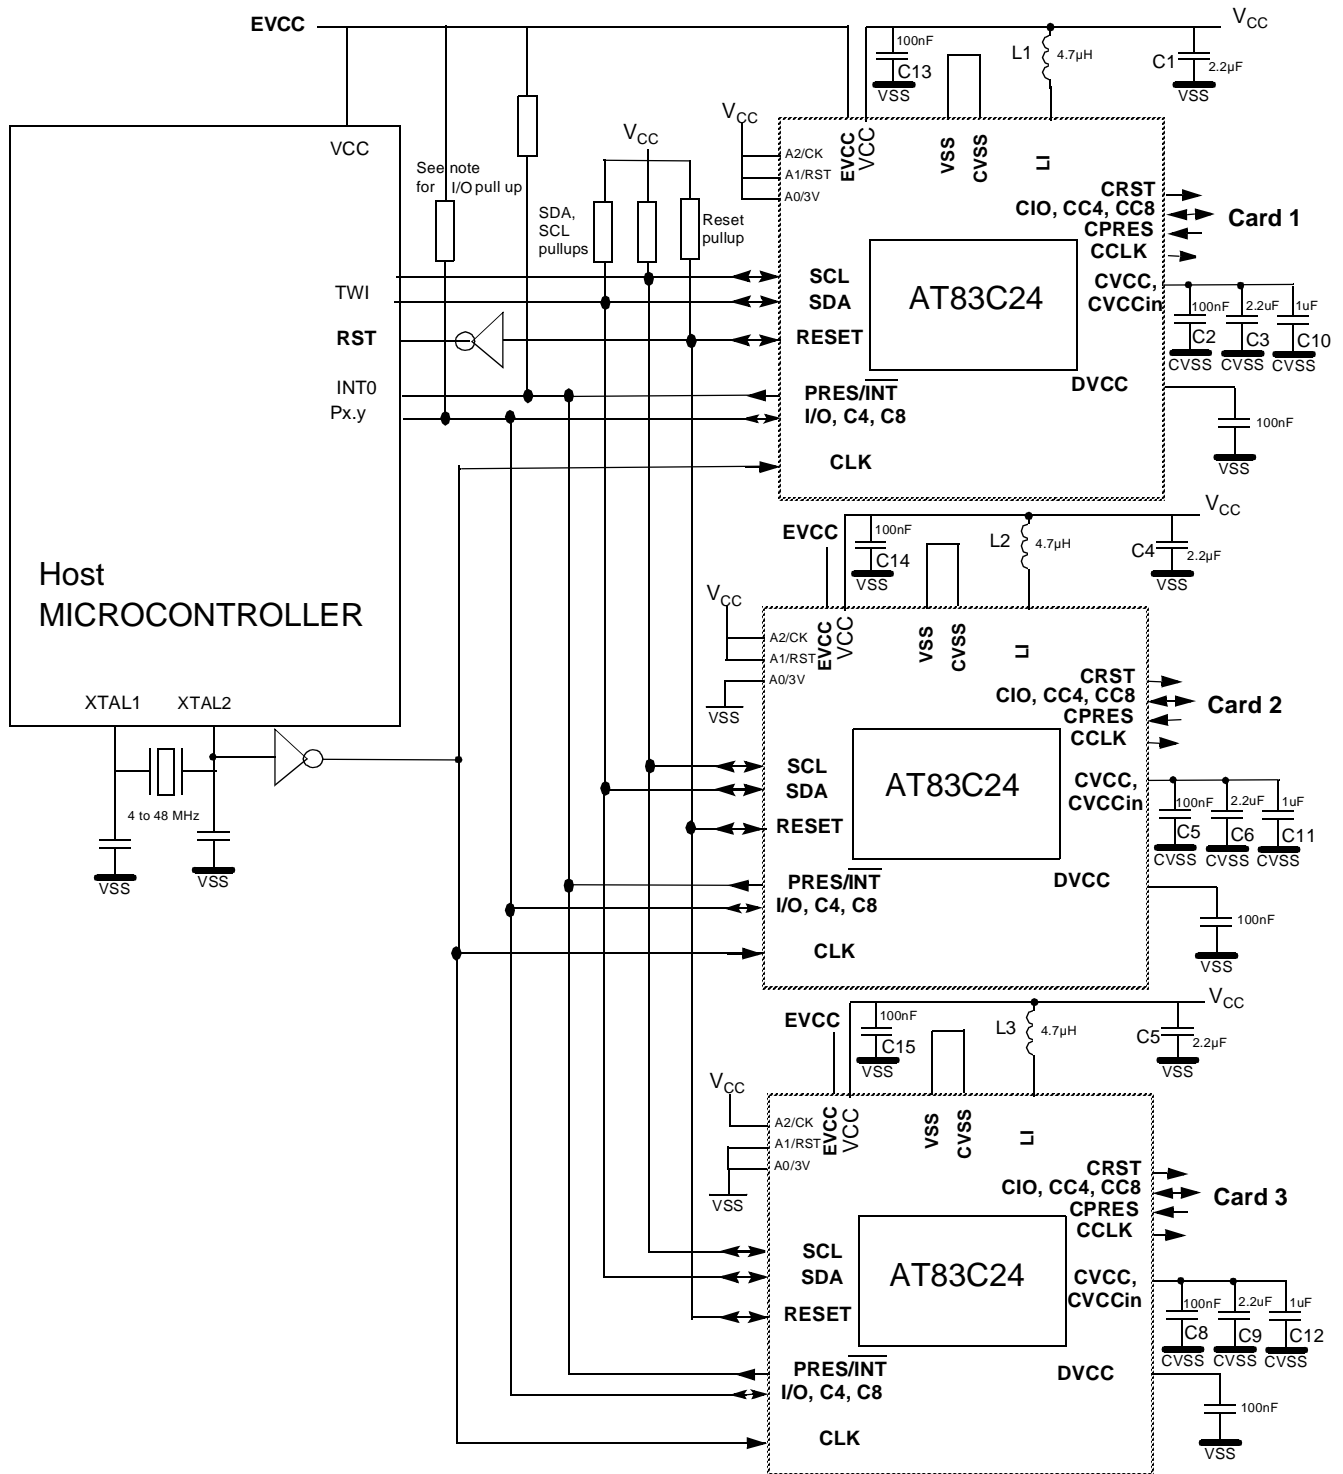 EVCC
VCC
100nF
C13
VSS
L1
4.7µH
C1
2.2µF
VSS
VCC
VCC
See note
for I/O pull up
VCC
SDA,
SCL
pullups
Reset
pullup
TWI
RST
INT0
Px.y
Host
MICROCONTROLLER
XTAL1
XTAL2
4 to 48 MHz
VSS
VSS
A2/CK
A1/RST
A0/3V
EVCC
VCC
VSS
CVSS
LI
CRST
CIO, CC4, CC8
CPRES
CCLK
Card 1
SCL
SDA
RESET
PRES/INT
I/O, C4, C8
CLK
AT83C24
CVCC,
CVCCin
DVCC
100nF
C2
CVSS
2.2uF
C3
CVSS
1uF
C10
CVSS
100nF
VSS
VCC
EVCC
100nF
C14
VSS
L2
4.7µH
C4
2.2µF
VSS
VCC
A2/CK
A1/RST
A0/3V
VSS
EVCC
VCC
VSS
CVSS
LI
CRST
CIO, CC4, CC8
CPRES
CCLK
Card 2
SCL
SDA
RESET
PRES/INT
I/O, C4, C8
CLK
AT83C24
CVCC,
CVCCin
DVCC
100nF
C5
CVSS
2.2uF
C6
CVSS
1uF
C11
CVSS
100nF
VSS
VCC
EVCC
100nF
C15
VSS
L3
4.7µH
C5
2.2µF
VSS
VCC
A2/CK
A1/RST
A0/3V
VSS
EVCC
VCC
VSS
CVSS
LI
CRST
CIO, CC4, CC8
CPRES
CCLK
Card 3
SCL
SDA
RESET
PRES/INT
I/O, C4, C8
CLK
AT83C24
CVCC,
CVCCin
DVCC
100nF
C8
CVSS
2.2uF
C9
CVSS
1uF
C12
CVSS
100nF
VSS